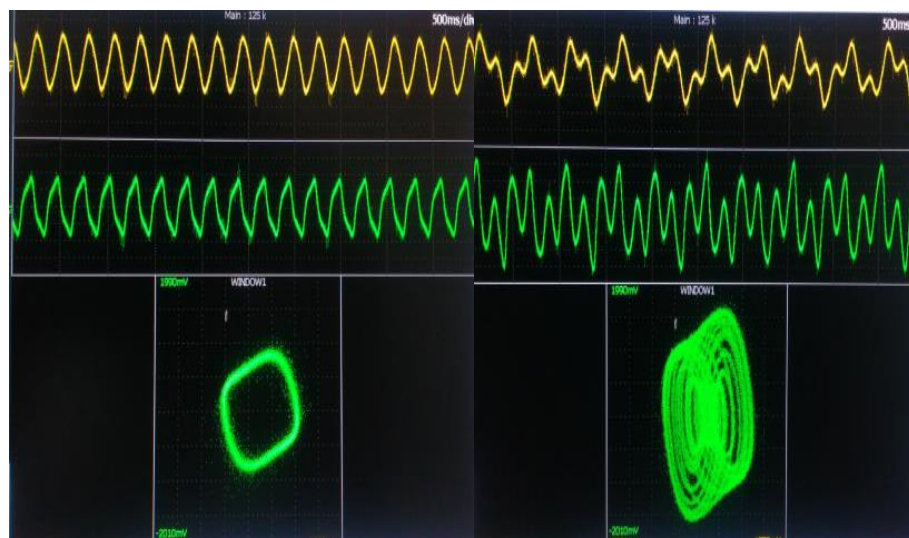 Main : 125 k
500ms/div
1990mV
WINDOW1
-2010mV
Main : 125 k
500ms
1990mV
WINDOW1
-2010mV